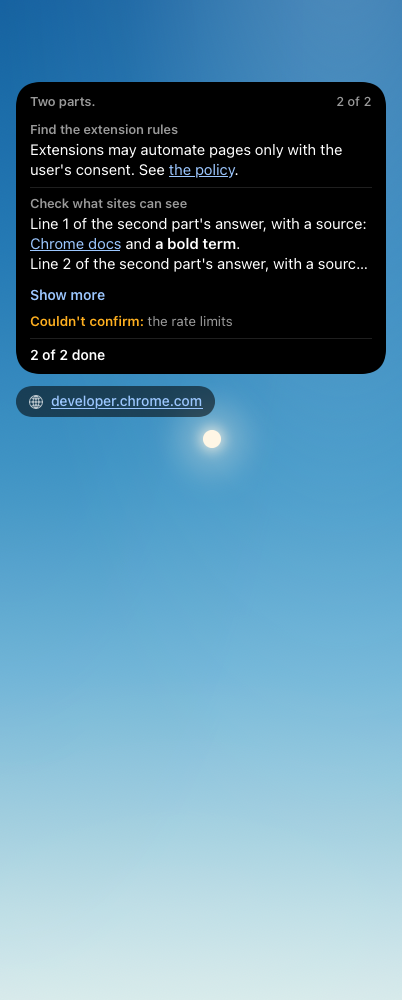 Two parts. 2 of 2
Find the extension rules
Extensions may automate pages only with the
user's consent. See the policy.
Check what sites can see
Line 1 of the second part's answer, with a source:
Chrome docs and a bold term.
Line 2 of the second part's answer, with a sourc...
Show more
Couldn't confirm: the rate limits
2 of 2 done
developer.chrome.com